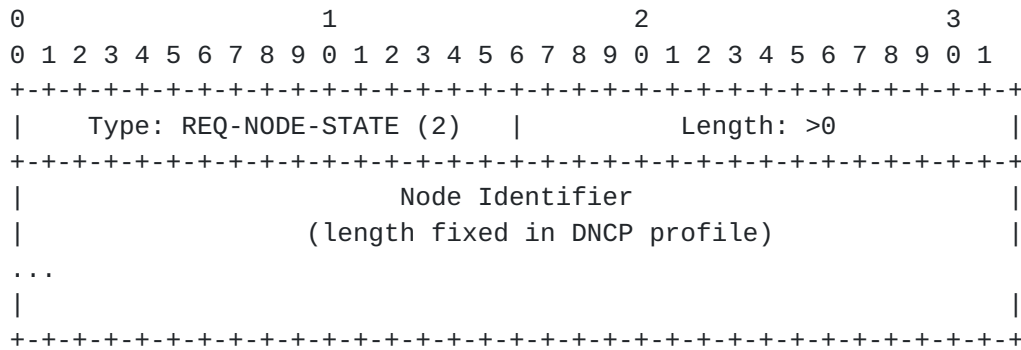 0                   1                   2                   3
0 1 2 3 4 5 6 7 8 9 0 1 2 3 4 5 6 7 8 9 0 1 2 3 4 5 6 7 8 9 0 1
+-+-+-+-+-+-+-+-+-+-+-+-+-+-+-+-+-+-+-+-+-+-+-+-+-+-+-+-+-+-+-+-+
|    Type: REQ-NODE-STATE (2)   |          Length: >0           |
+-+-+-+-+-+-+-+-+-+-+-+-+-+-+-+-+-+-+-+-+-+-+-+-+-+-+-+-+-+-+-+-+
|                        Node Identifier                        |
|                  (length fixed in DNCP profile)               |
...
|                                                               |
+-+-+-+-+-+-+-+-+-+-+-+-+-+-+-+-+-+-+-+-+-+-+-+-+-+-+-+-+-+-+-+-+